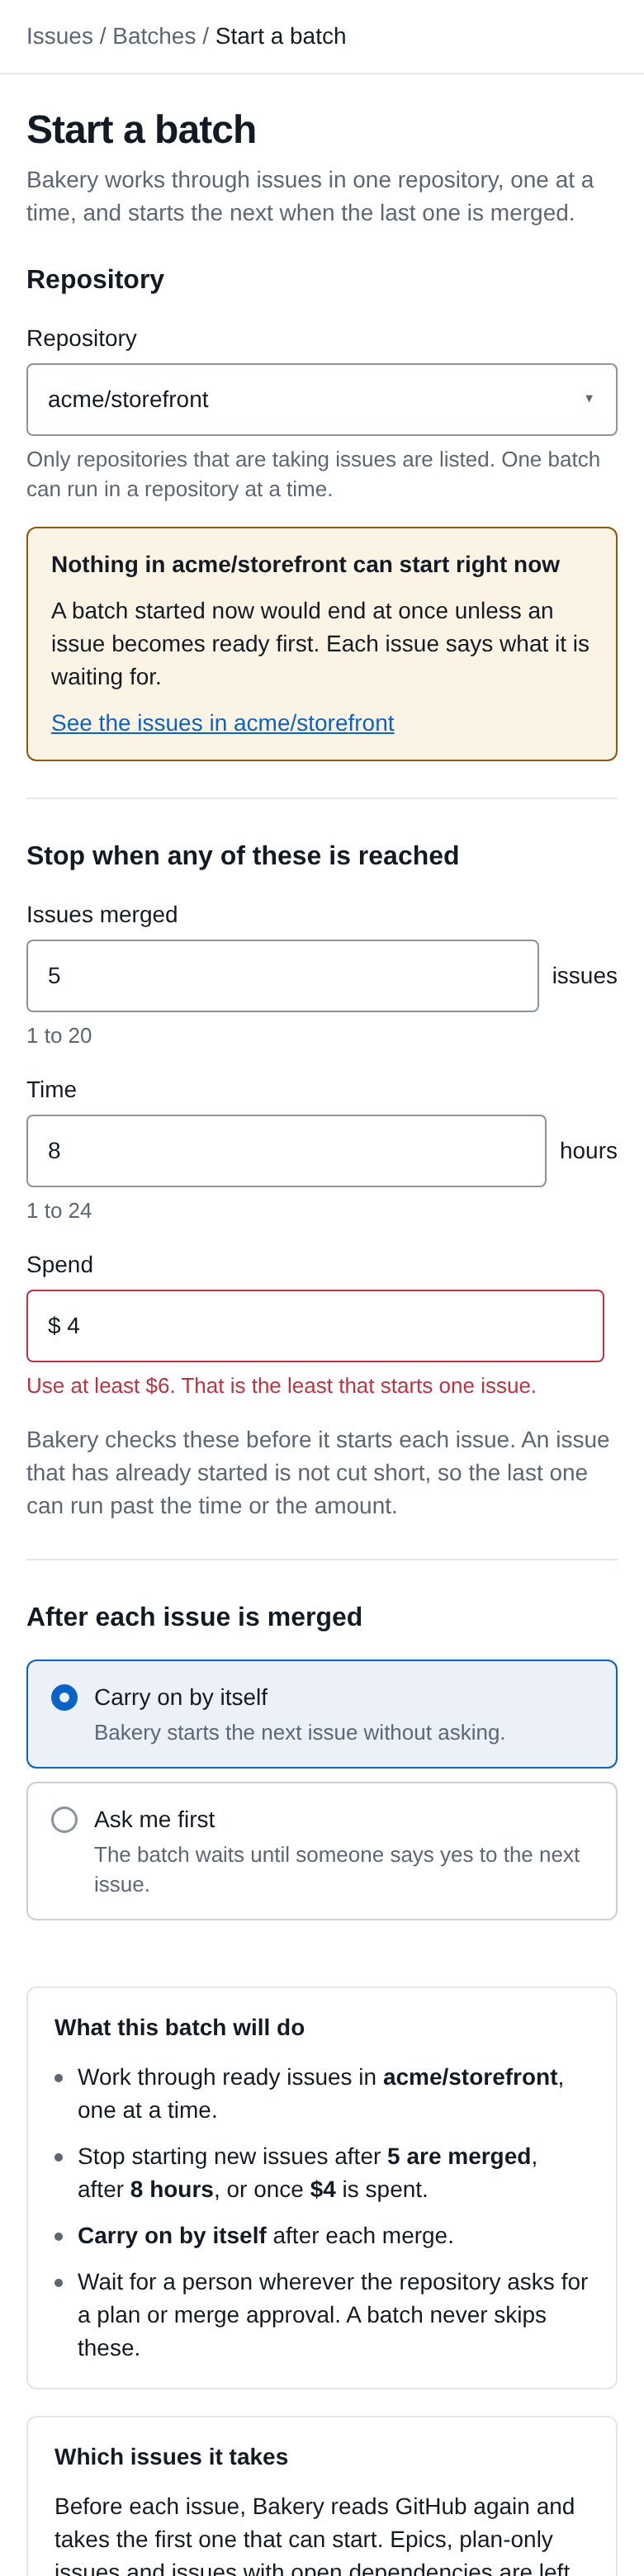 Issues / Batches / Start a batch
Start a batch
Bakery works through issues in one repository, one at a
time, and starts the next when the last one is merged.
Repository
Repository
acme/storefront
Only repositories that are taking issues are listed. One batch
can run in a repository at a time.
Nothing in acme/storefront can start right now
A batch started now would end at once unless an
issue becomes ready first. Each issue says what it is
waiting for.
See the issues in acme/storefront
Stop when any of these is reached
Issues merged
5 issues
1 to 20
Time
8 hours
1 to 24
Spend
$ 4
Use at least $6. That is the least that starts one issue.
Bakery checks these before it starts each issue. An issue
that has already started is not cut short, so the last one
can run past the time or the amount.
After each issue is merged
Carry on by itself
Bakery starts the next issue without asking.
Ask me first
The batch waits until someone says yes to the next
issue.
What this batch will do
Work through ready issues in acme/storefront,
one at a time.
Stop starting new issues after 5 are merged,
after 8 hours, or once $4 is spent.
Carry on by itself after each merge.
Wait for a person wherever the repository asks for
a plan or merge approval. A batch never skips
these.
Which issues it takes
Before each issue, Bakery reads GitHub again and
takes the first one that can start. Epics, plan-only
issues and issues with open dependencies are left